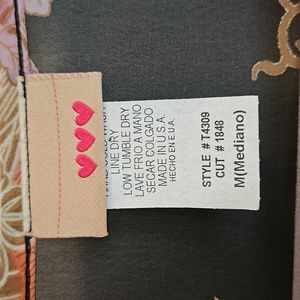 LINE DRY
LOW TUMBLE DRY
LAVE FRIO A MANO
SECAR COLGADO
MADE IN U.S.A.
HECHO EN E.U.A.
STYLE # T4309
CUT # 1848
M(Mediano)